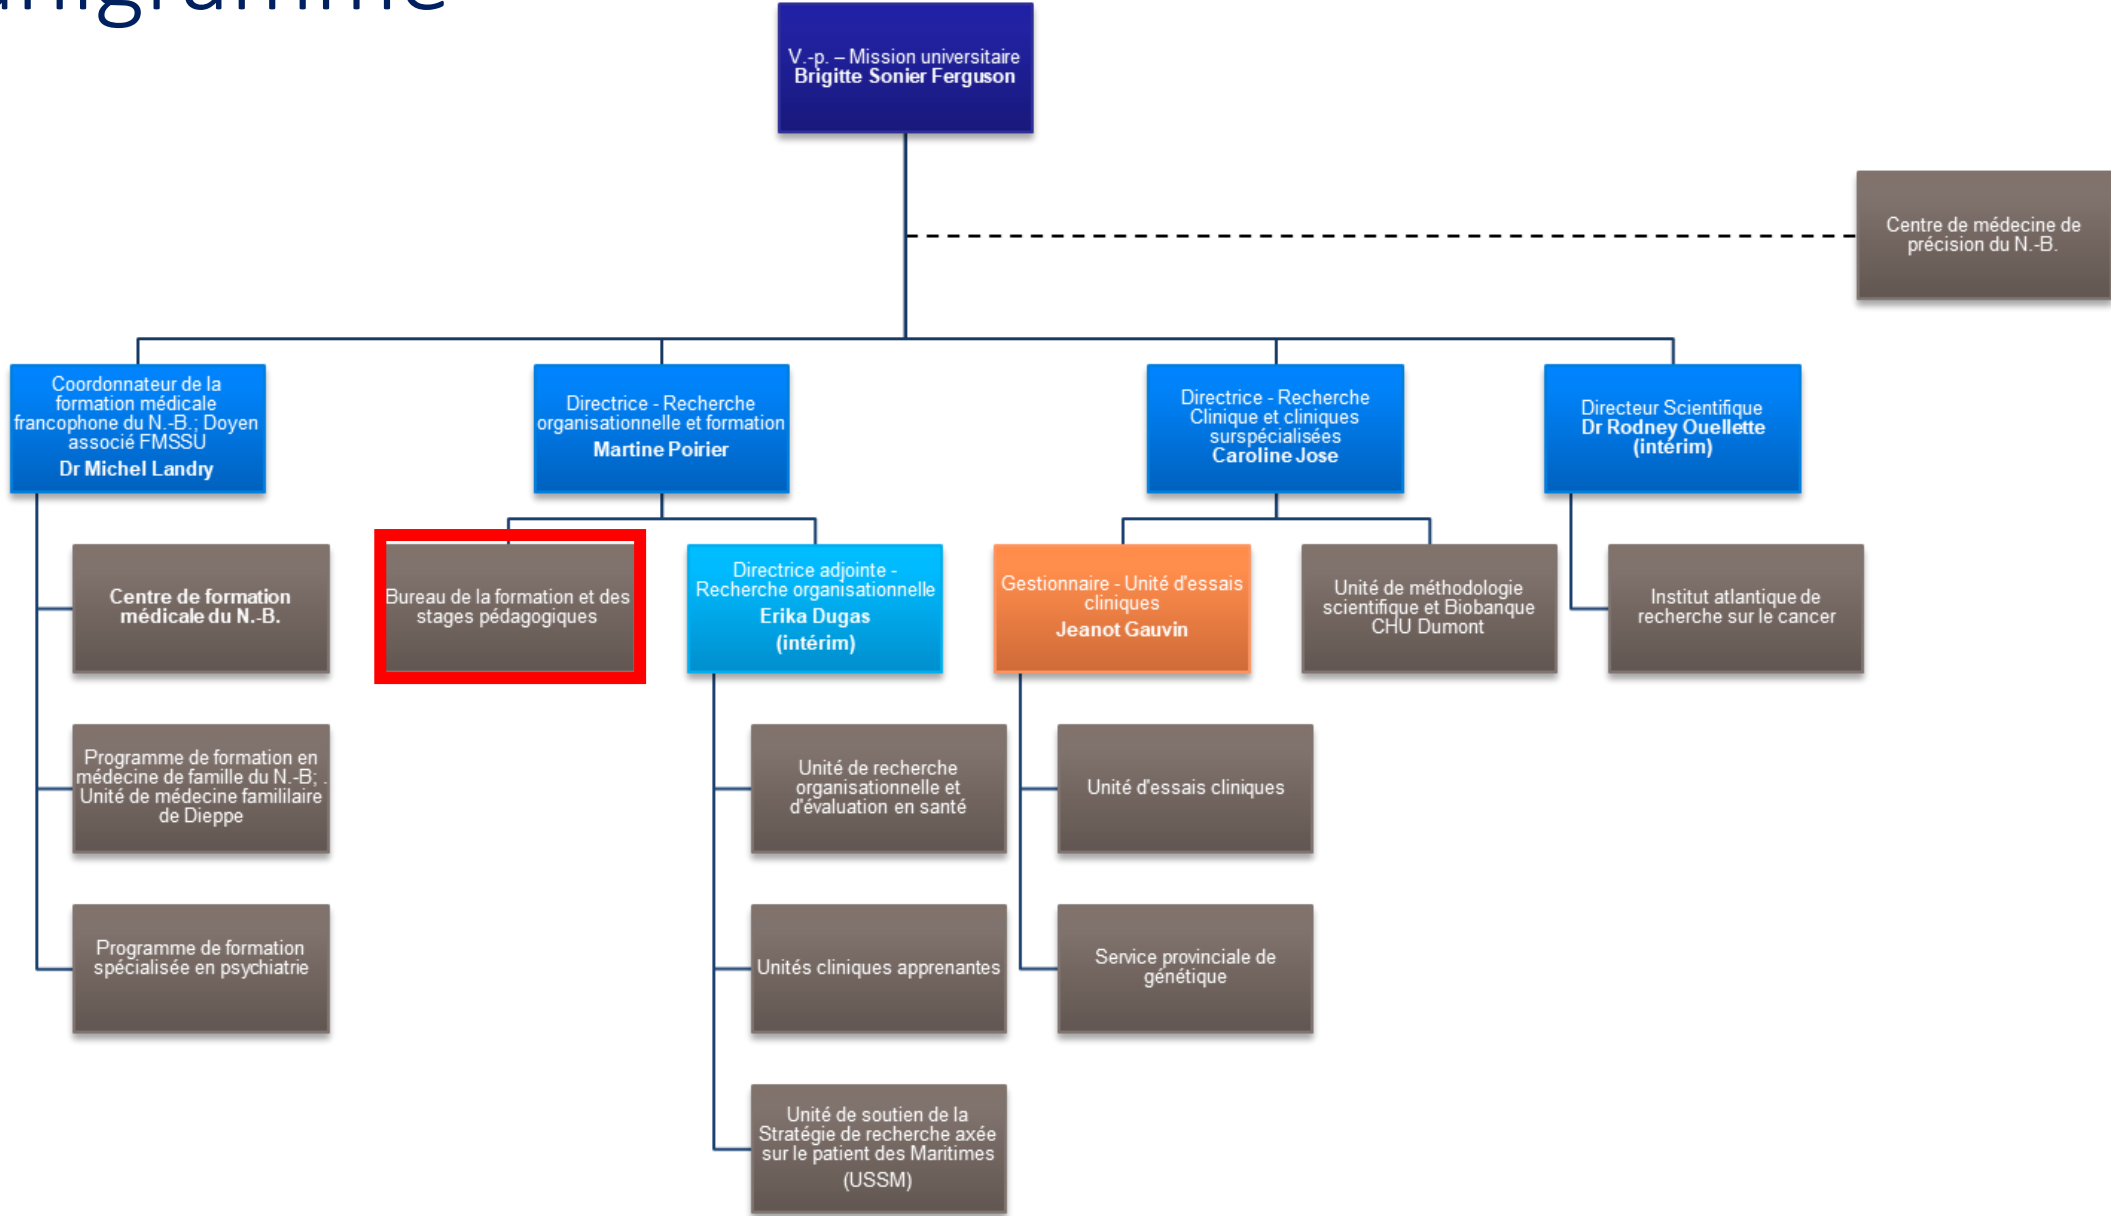 V.-p. – Mission universitaire
Brigitte Sonier Ferguson
Centre de médecine de
précision du N.-B.
Coordonnateur de la
formation médicale
francophone du N.-B.; Doyen
associé FMSSU
Dr Michel Landry
Directrice - Recherche
organisationnelle et formation
Martine Poirier
Directrice - Recherche
Clinique et cliniques
surspécialisées
Caroline Jose
Directeur Scientifique
Dr Rodney Ouellette
(intérim)
Centre de formation
médicale du N.-B.
Bureau de la formation et des
stages pédagogiques
Directrice adjointe -
Recherche organisationnelle
Erika Dugas
(intérim)
Gestionnaire - Unité d'essais
cliniques
Jeanot Gauvin
Unité de méthodologie
scientifique et Biobanque
CHU Dumont
Institut atlantique de
recherche sur le cancer
Programme de formation en
médecine de famille du N.-B; .
Unité de médecine famililaire
de Dieppe
Unité de recherche
organisationnelle et
d'évaluation en santé
Unité d'essais cliniques
Programme de formation
spécialisée en psychiatrie
Unités cliniques apprenantes
Service provinciale de
génétique
Unité de soutien de la
Stratégie de recherche axée
sur le patient des Maritimes
(USSM)